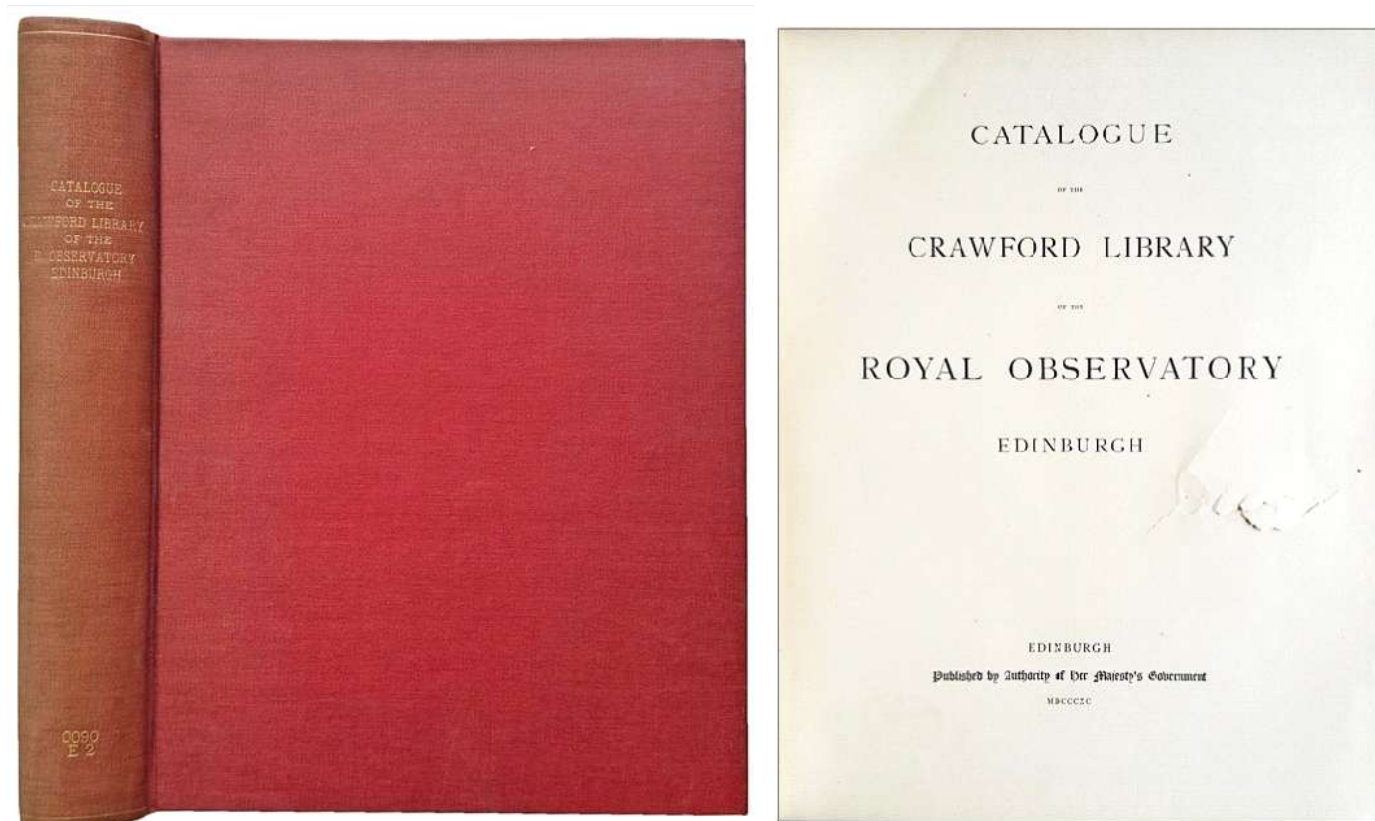 CATALOGUE
OF THE
CRAWFORD LIBRARY
OF THE
R OBSERVATORY
EDINBURGH
0090
E 2
CATALOGUE
OF THE
CRAWFORD LIBRARY
OF THE
ROYAL OBSERVATORY
EDINBURGH
EDINBURGH
Published by Authority of Her Majesty's Government
MDCCCXC